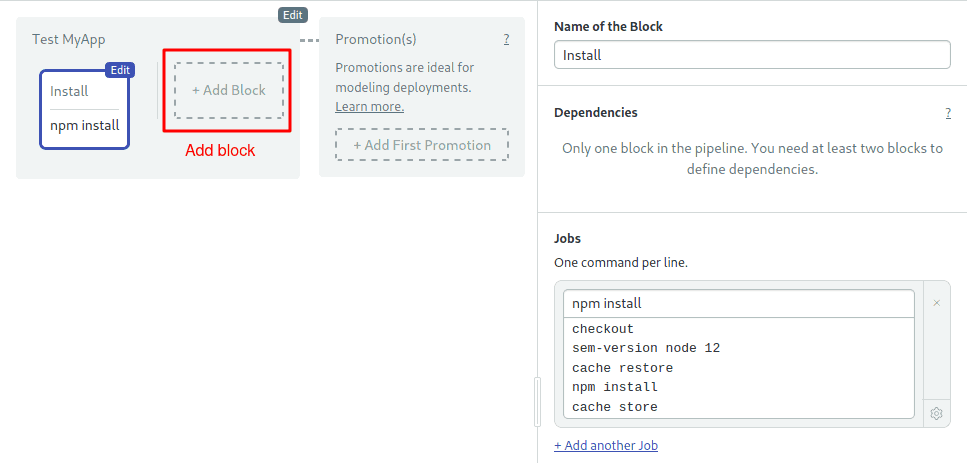 Edit
Test MyApp
Edit
Install
npm install
+ Add Block
Add block
Promotion(s)
?
Promotions are ideal for
modeling deployments.
Learn more.
+ Add First Promotion
Name of the Block
Install
Dependencies
?
Only one block in the pipeline. You need at least two blocks to
define dependencies.
Jobs
One command per line.
npm install
×
checkout
sem-version node 12
cache restore
npm install
cache store
+ Add another Job